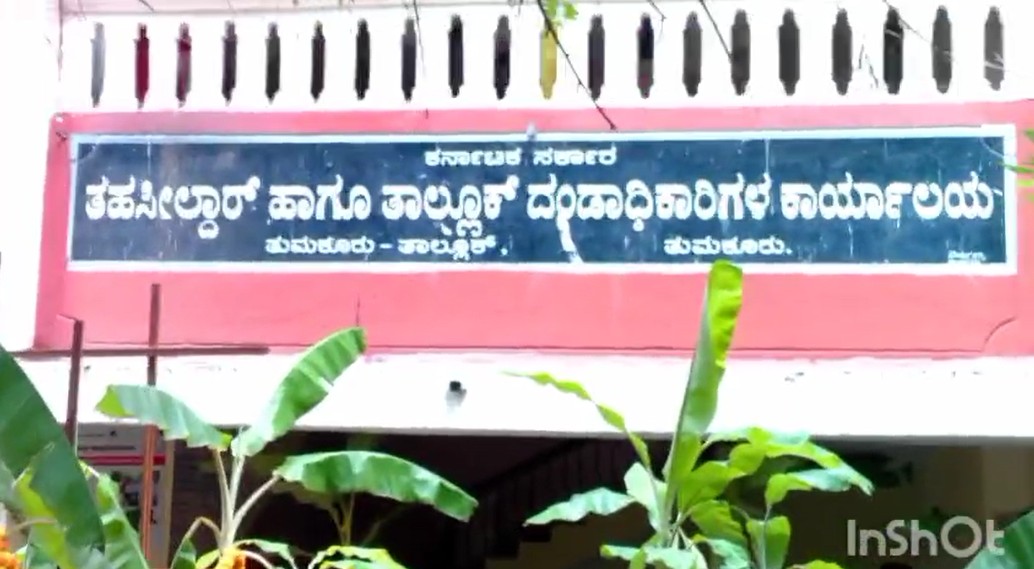 ಕರ್ನಾಟಕ ಸರ್ಕಾರ
ತಹಸೀಲ್ದಾರ್ ಹಾಗೂ ತಾಲ್ಲೂಕ್ ದಂಡಾಧಿಕಾರಿಗಳ ಕಾರ್ಯಾಲಯ
ತುಮಕೂರು - ತಾಲ್ಲೂಕ್, ತುಮಕೂರು.
InShOt